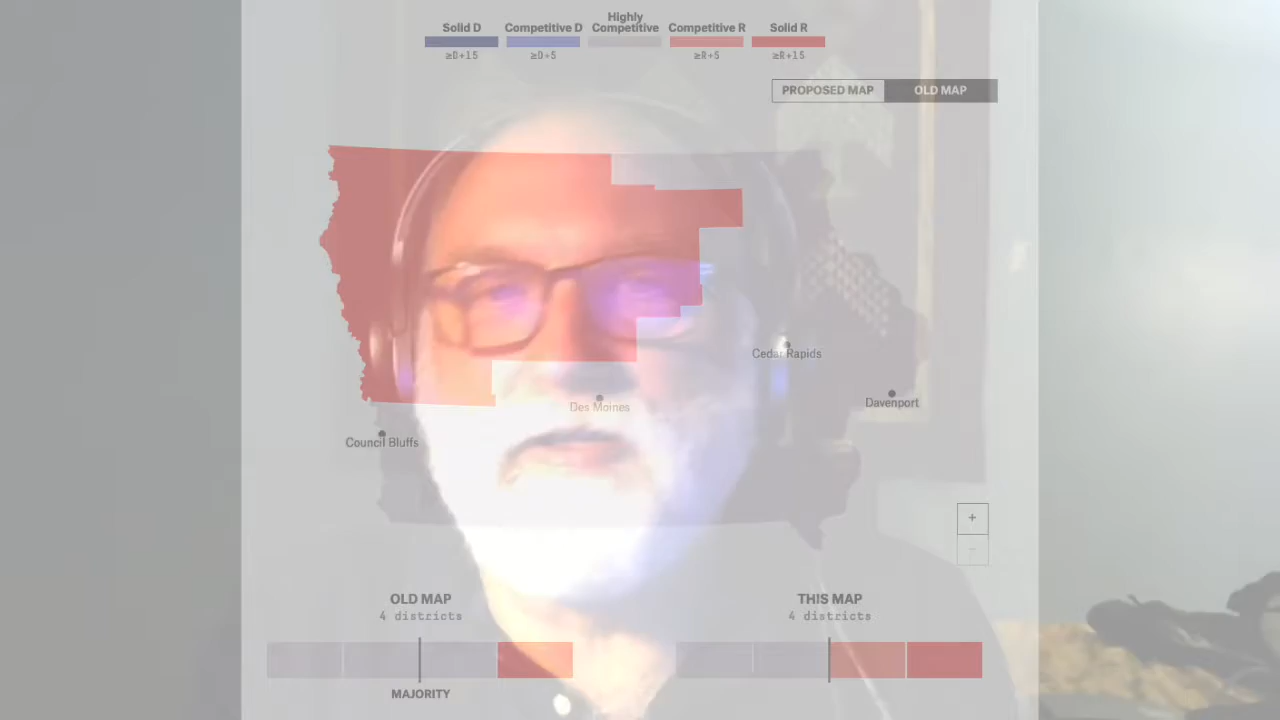 Solid D
Competitive D
Highly
Competitive
Competitive R
Solid R
≥D+15
≥D+5
≥R+5
≥R+15
PROPOSED MAP
OLD MAP
Cedar Rapids
Des Moines
Davenport
Council Bluffs
+
OLD MAP
THIS MAP
4 districts
4 districts
MAJORITY